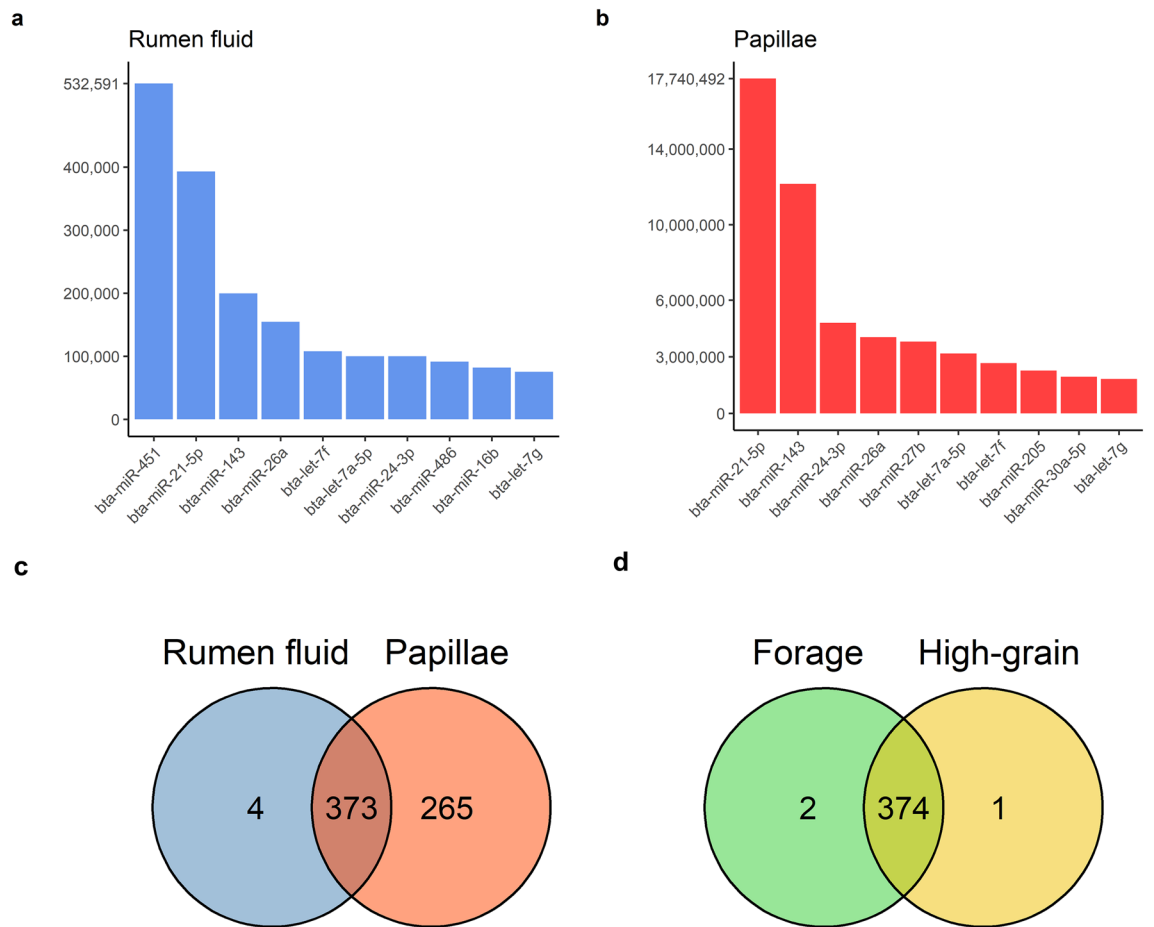 a
Rumen fluid
532,591
400,000
300,000
200,000
100,000
0
bta-miR-451
bta-miR-21-5p
bta-miR-143
bta-miR-26a
bta-let-7f
bta-let-7a-5p
bta-miR-24-3p
bta-miR-486
bta-miR-16b
bta-let-7g
b
Papillae
17,740,492
14,000,000
10,000,000
6,000,000
3,000,000
0
bta-miR-21-5p
bta-miR-143
bta-miR-24-3p
bta-miR-26a
bta-miR-27b
bta-let-7a-5p
bta-let-7f
bta-miR-205
bta-miR-30a-5p
bta-let-7g
c
Rumen fluid Papillae
4 373 265
d
Forage High-grain
2 374 1